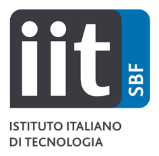 iit
SBF
ISTITUTO ITALIANO
DI TECNOLOGIA